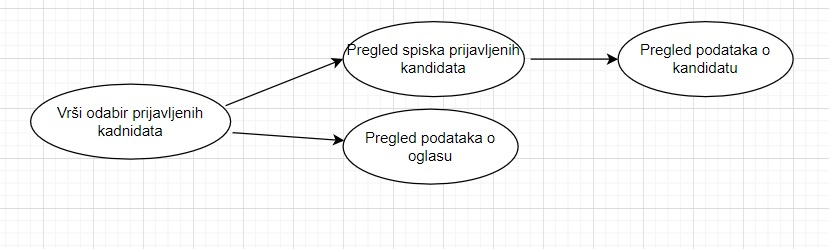 Pregled spiska prijavljenih
kandidata
Pregled podataka o
kandidatu
Vrši odabir prijavljenih
kadnidata
Pregled podataka o
oglasu